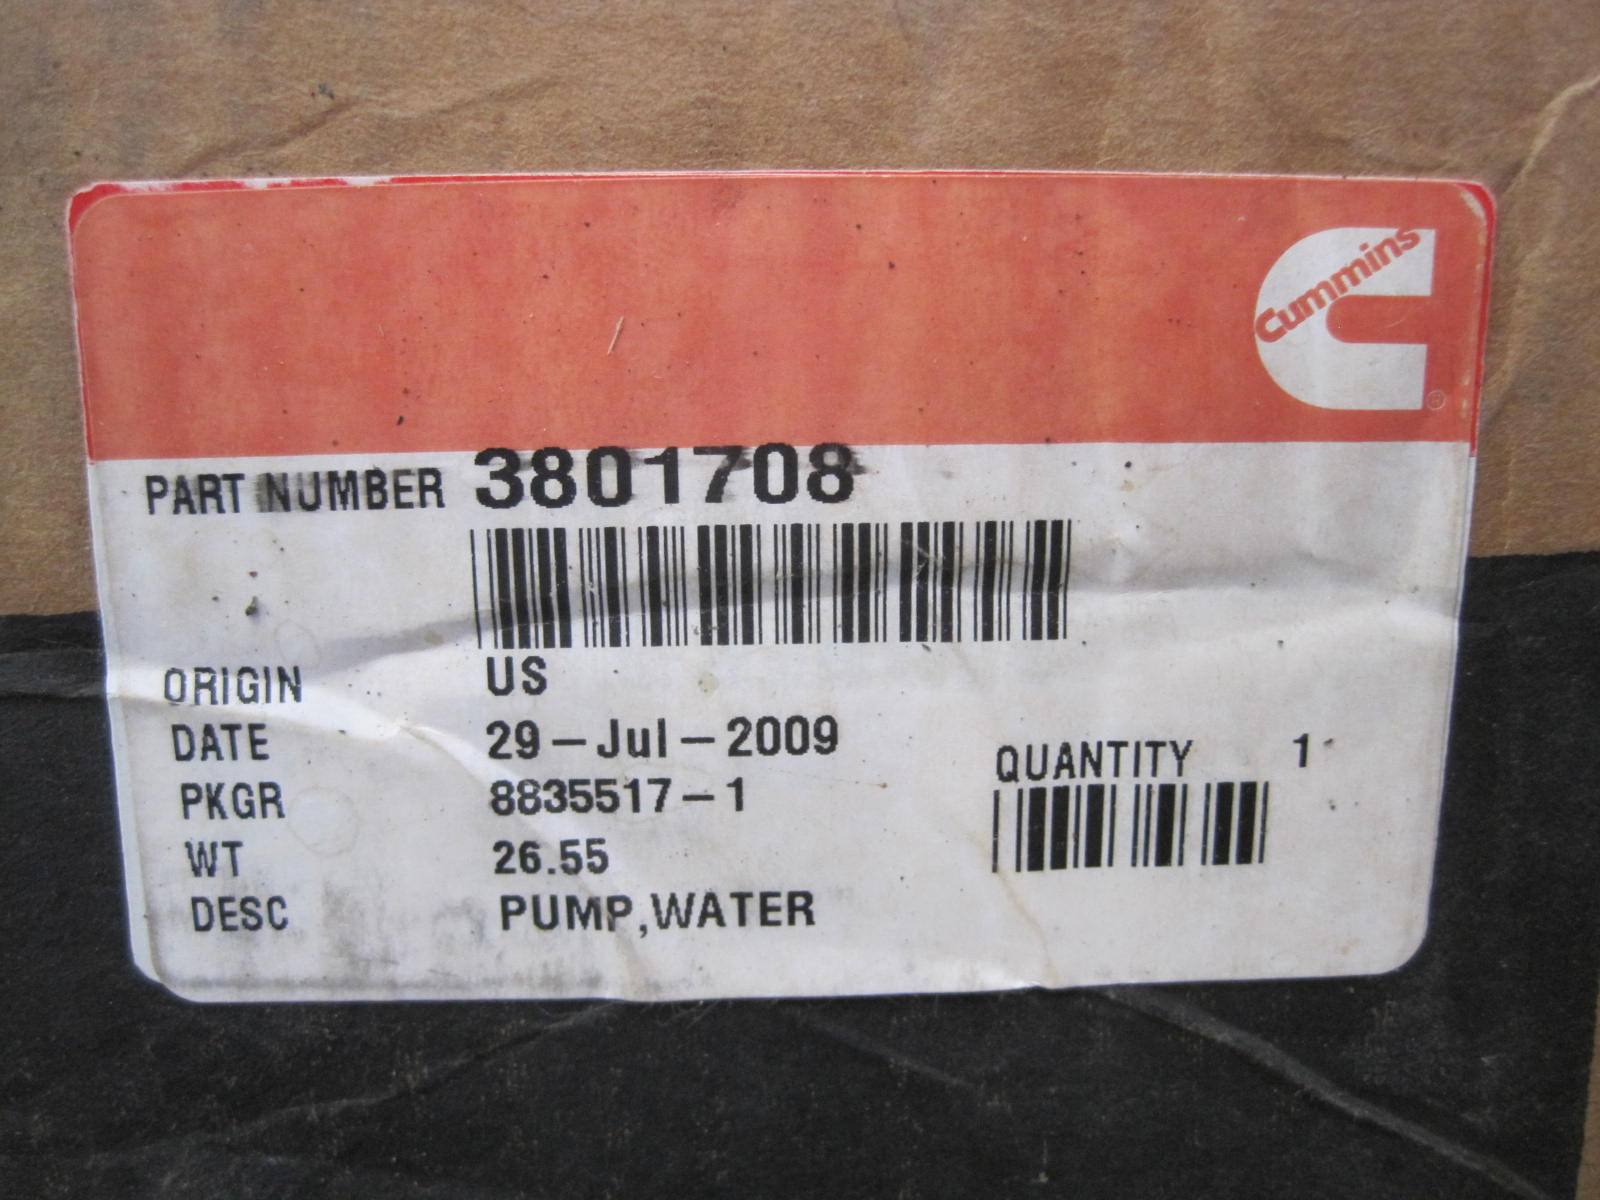 Cummins
®
PART NUMBER 3801708
ORIGIN US
DATE 29-Jul-2009
PKGR 8835517-1
QUANTITY 1
WT 26.55
DESC PUMP,WATER